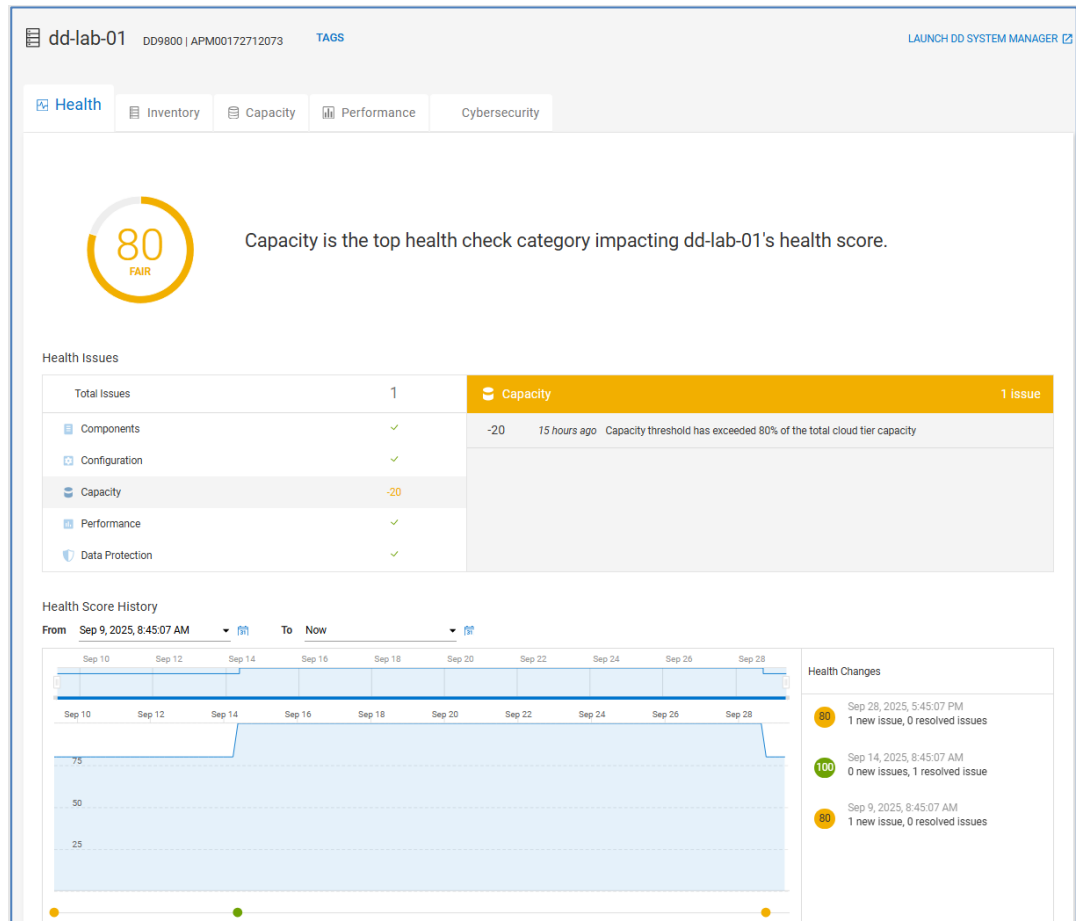 dd-lab-01 DD9800 | APM00172712073 TAGS LAUNCH DD SYSTEM MANAGER
Health Inventory Capacity Performance Cybersecurity
80
FAIR
Capacity is the top health check category impacting dd-lab-01's health score.
Health Issues
Total Issues 1
Components
Configuration
Capacity -20
Performance
Data Protection
Capacity 1 issue
-20 15 hours ago Capacity threshold has exceeded 80% of the total cloud tier capacity
Health Score History
From Sep 9, 2025, 8:45:07 AM To Now
Sep 10 Sep 12 Sep 14 Sep 16 Sep 18 Sep 20 Sep 22 Sep 24 Sep 26 Sep 28
Sep 10 Sep 12 Sep 14 Sep 16 Sep 18 Sep 20 Sep 22 Sep 24 Sep 26 Sep 28
75
50
25
Health Changes
80 Sep 28, 2025, 5:45:07 PM
1 new issue, 0 resolved issues
100 Sep 14, 2025, 8:45:07 AM
0 new issues, 1 resolved issue
80 Sep 9, 2025, 8:45:07 AM
1 new issue, 0 resolved issues